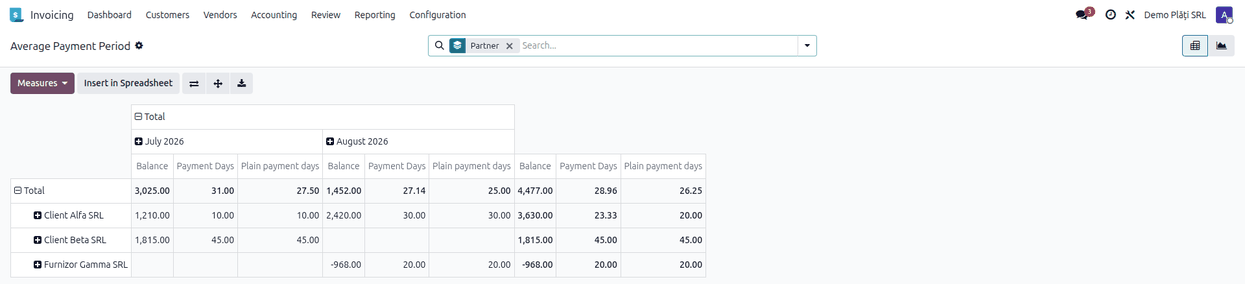 Invoicing Dashboard Customers Vendors Accounting Review Reporting Configuration 3 Demo Plăți SRL A
Average Payment Period Partner Search...
Measures Insert in Spreadsheet
Total
July 2026 August 2026
Balance Payment Days Plain payment days Balance Payment Days Plain payment days Balance Payment Days Plain payment days
Total 3,025.00 31.00 27.50 1,452.00 27.14 25.00 4,477.00 28.96 26.25
Client Alfa SRL 1,210.00 10.00 10.00 2,420.00 30.00 30.00 3,630.00 23.33 20.00
Client Beta SRL 1,815.00 45.00 45.00 1,815.00 45.00 45.00
Furnizor Gamma SRL -968.00 20.00 20.00 -968.00 20.00 20.00